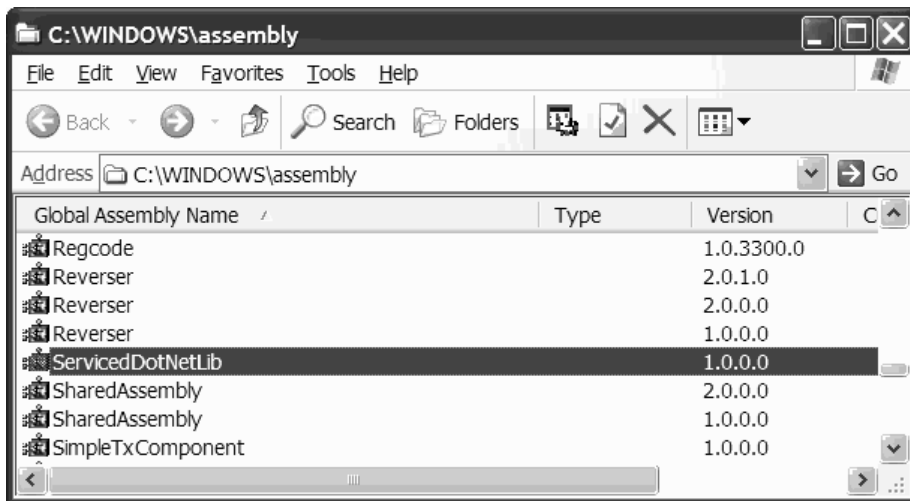 C:\WINDOWS\assembly
File Edit View Favorites Tools Help
Back Search Folders
Address C:\WINDOWS\assembly Go
Global Assembly Name Type Version C
Regcode 1.0.3300.0
Reverser 2.0.1.0
Reverser 2.0.0.0
Reverser 1.0.0.0
ServicedDotNetLib 1.0.0.0
SharedAssembly 2.0.0.0
SharedAssembly 1.0.0.0
SimpleTxComponent 1.0.0.0